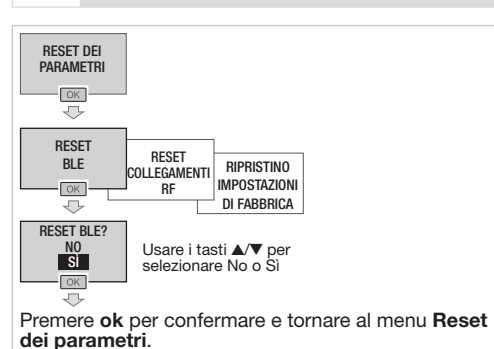 RESET DEI
PARAMETRI
OK
RESET
BLE
OK
RESET
COLLEGAMENTI
RF
RIPRISTINO
IMPOSTAZIONI
DI FABBRICA
RESET BLE?
NO
SÌ
OK
Usare i tasti ▲/▼ per
selezionare No o Sì
Premere ok per confermare e tornare al menu Reset
dei parametri.